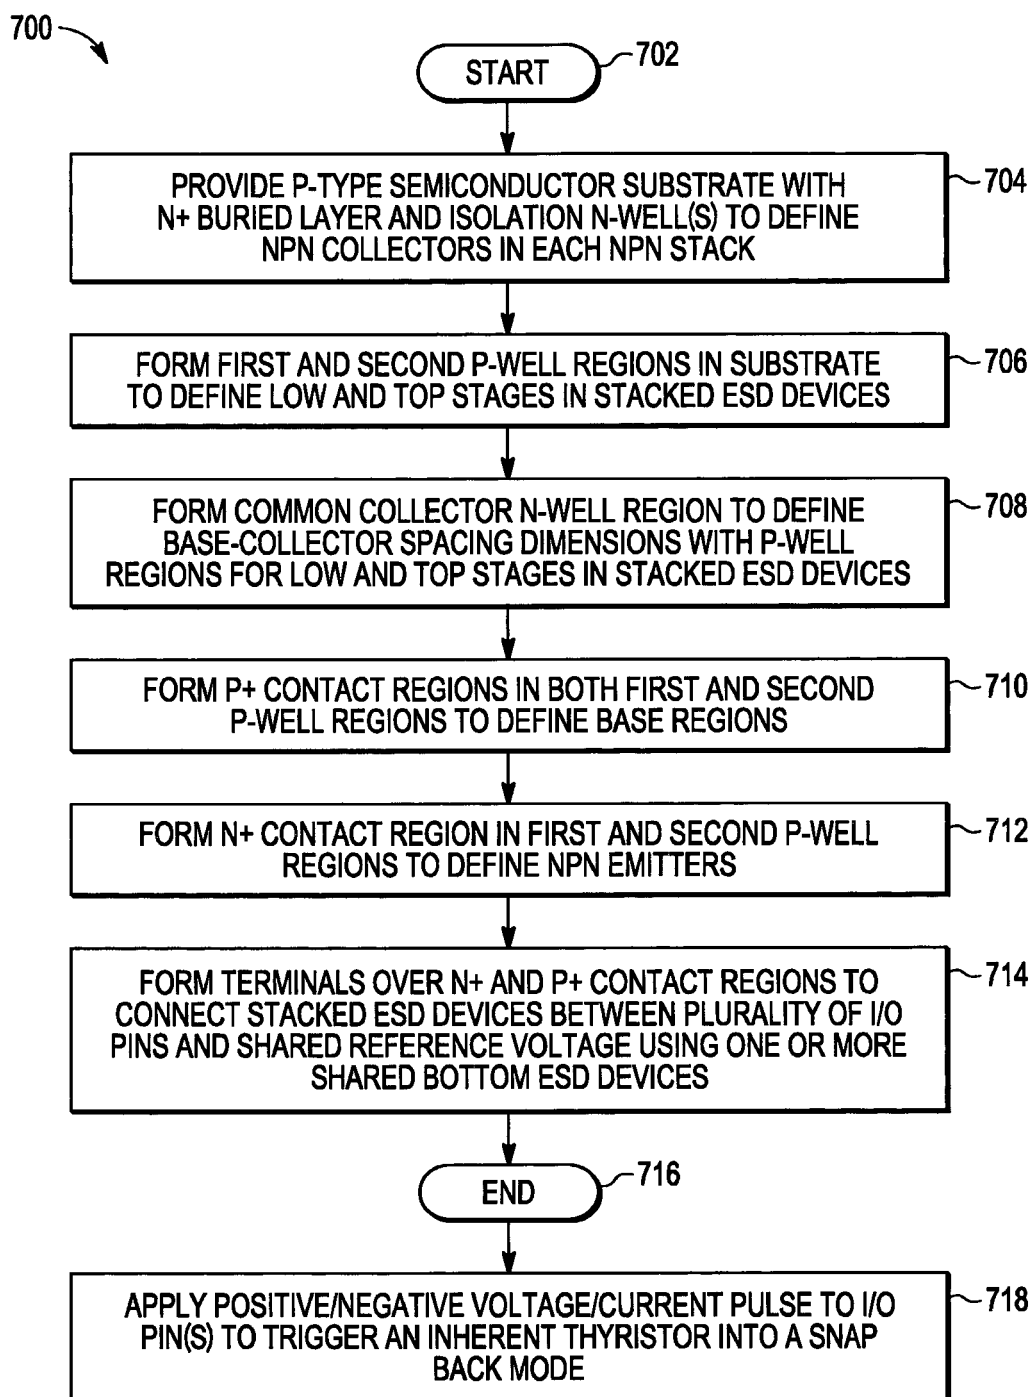 700
START
702
PROVIDE P-TYPE SEMICONDUCTOR SUBSTRATE WITH
N+ BURIED LAYER AND ISOLATION N-WELL(S) TO DEFINE
NPN COLLECTORS IN EACH NPN STACK
704
FORM FIRST AND SECOND P-WELL REGIONS IN SUBSTRATE
TO DEFINE LOW AND TOP STAGES IN STACKED ESD DEVICES
706
FORM COMMON COLLECTOR N-WELL REGION TO DEFINE
BASE-COLLECTOR SPACING DIMENSIONS WITH P-WELL
REGIONS FOR LOW AND TOP STAGES IN STACKED ESD DEVICES
708
FORM P+ CONTACT REGIONS IN BOTH FIRST AND SECOND
P-WELL REGIONS TO DEFINE BASE REGIONS
710
FORM N+ CONTACT REGION IN FIRST AND SECOND P-WELL
REGIONS TO DEFINE NPN EMITTERS
712
FORM TERMINALS OVER N+ AND P+ CONTACT REGIONS TO
CONNECT STACKED ESD DEVICES BETWEEN PLURALITY OF I/O
PINS AND SHARED REFERENCE VOLTAGE USING ONE OR MORE
SHARED BOTTOM ESD DEVICES
714
END
716
APPLY POSITIVE/NEGATIVE VOLTAGE/CURRENT PULSE TO I/O
PIN(S) TO TRIGGER AN INHERENT THYRISTOR INTO A SNAP
BACK MODE
718